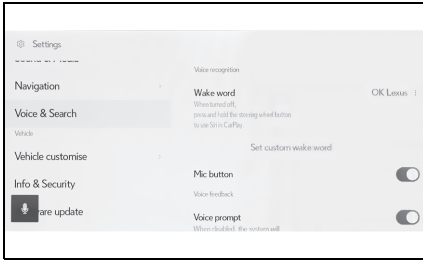 Settings
Navigation
Voice & Search
Vehicle
Vehicle customise
Info & Security
are update
Voice recognition
Wake word
OK Lexus
When turned off,
press and hold the steering wheel button
to use Siri in CarPlay.
Set custom wake word
Mic button
Voice feedback
Voice prompt
When disabled, the system will